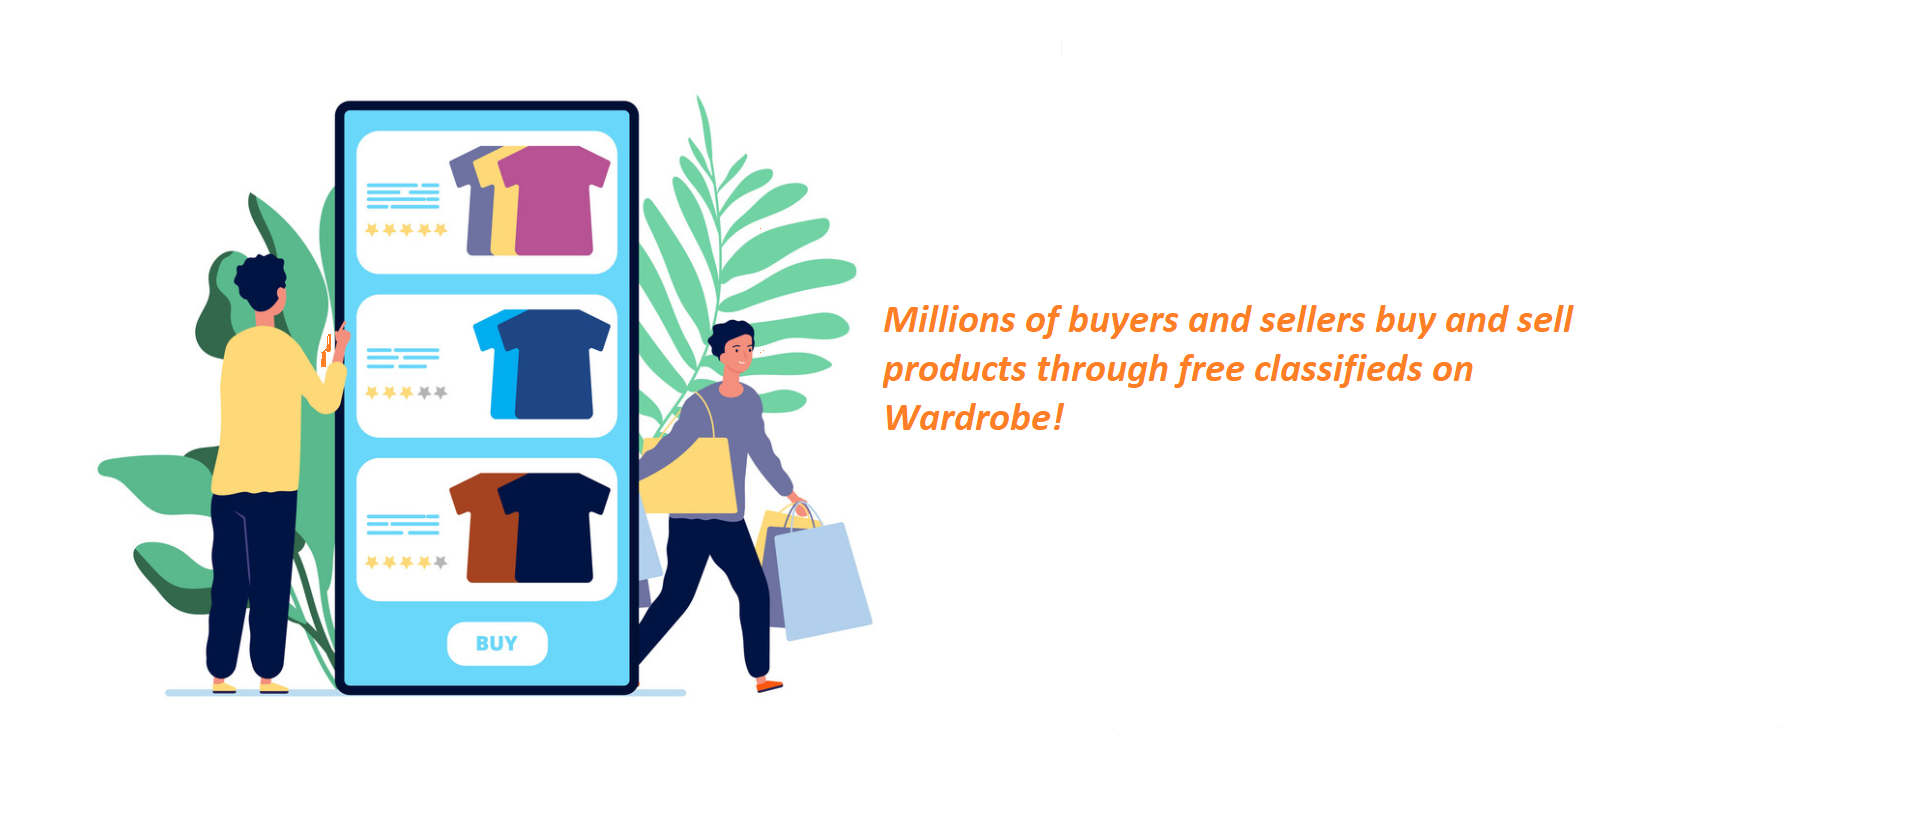 BUY
Millions of buyers and sellers buy and sell
products through free classifieds on
Wardrobe!